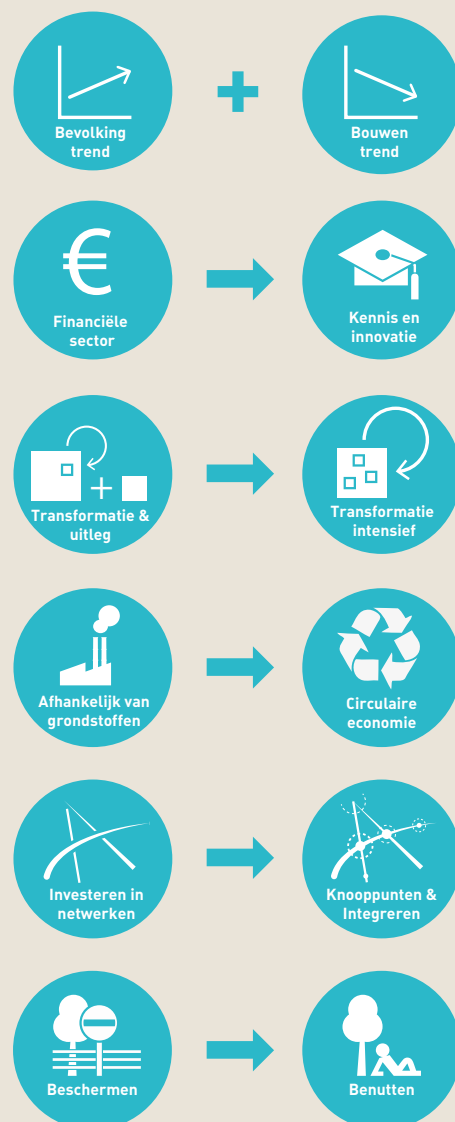 Bevolking
trend
Bouwen
trend
Financiële
sector
Kennis en
innovatie
Transformatie &
uitleg
Transformatie
intensief
Afhankelijk van
grondstoffen
Circulaire
economie
Investeren in
netwerken
Knooppunten &
Integreren
Beschermen
Benutten